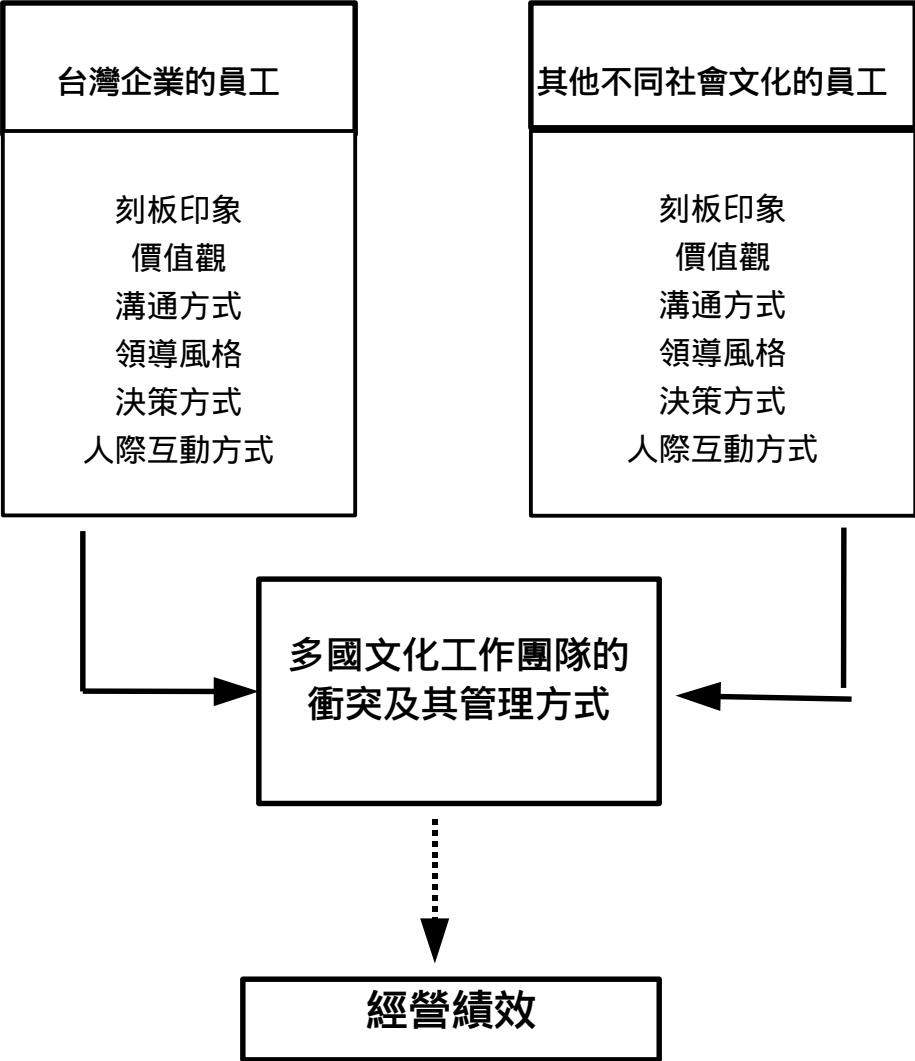 台灣企業的員工
刻板印象
價值觀
溝通方式
領導風格
決策方式
人際互動方式
其他不同社會文化的員工
刻板印象
價值觀
溝通方式
領導風格
決策方式
人際互動方式
多國文化工作團隊的
衝突及其管理方式
經營績效